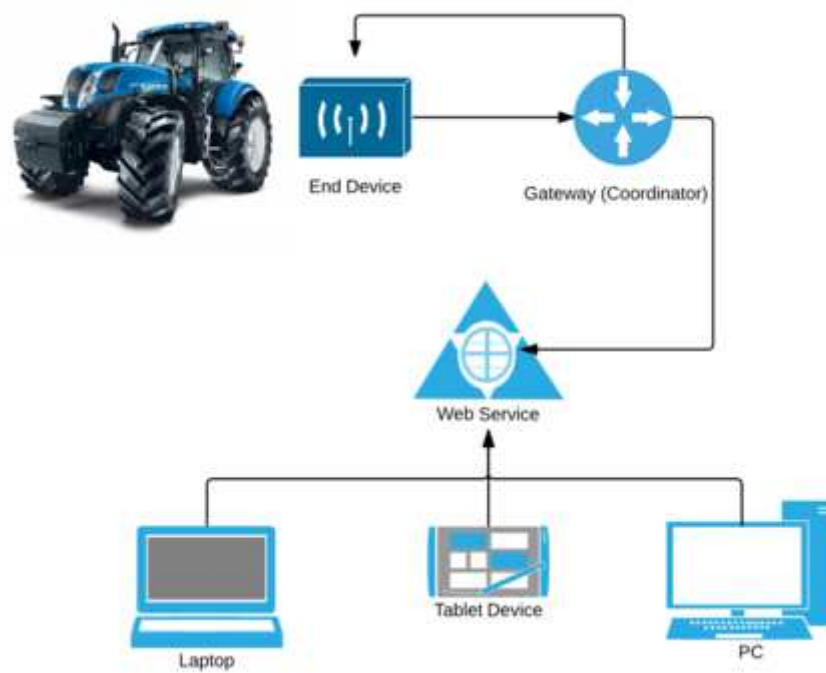 End Device
Gateway (Coordinator)
Web Service
Laptop
Tablet Device
PC